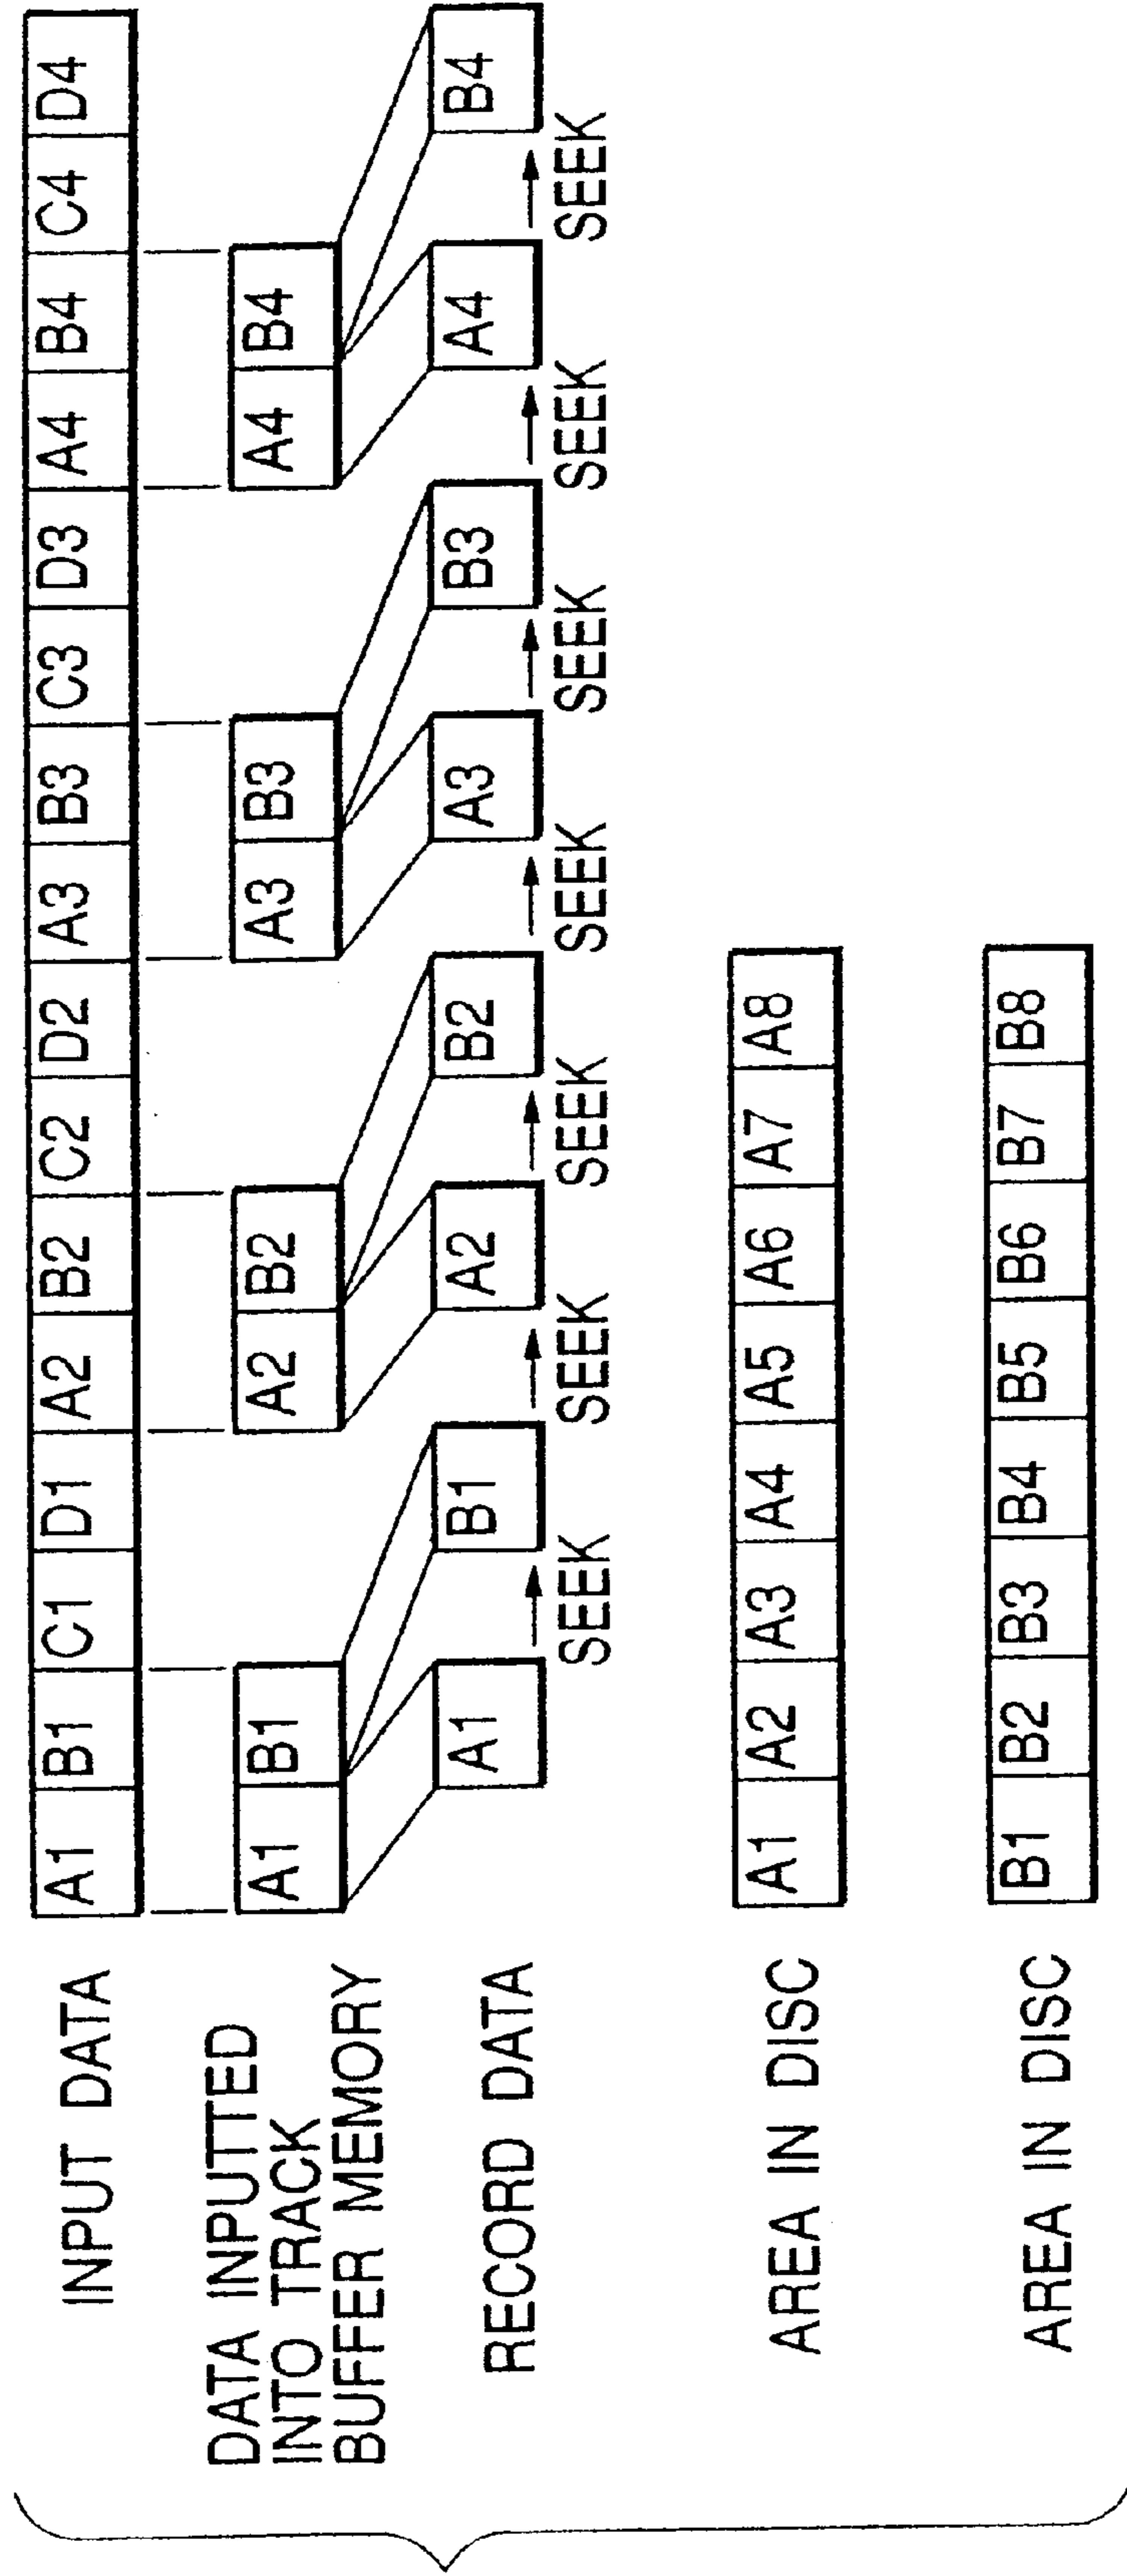 INPUT DATA
A1 B1 C1 D1 A2 B2 C2 D2 A3 B3 C3 D3 A4 B4 C4 D4
DATA INPUTTED
INTO TRACK
BUFFER MEMORY
A1 B1 A2 B2 A3 B3 A4 B4
RECORD DATA
A1 B1 A2 B2 A3 B3 A4 B4
SEEK SEEK SEEK SEEK SEEK SEEK SEEK
AREA IN DISC
A1 A2 A3 A4 A5 A6 A7 A8
AREA IN DISC
B1 B2 B3 B4 B5 B6 B7 B8